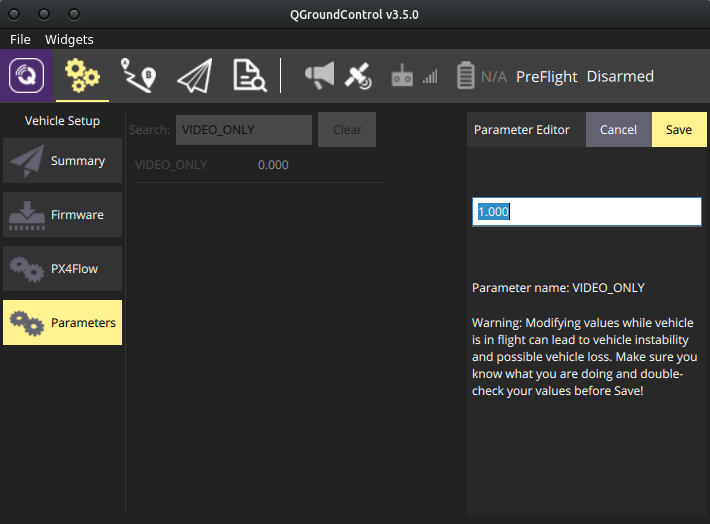 QGroundControl v3.5.0
File Widgets
N/A PreFlight Disarmed
Vehicle Setup
Summary
Firmware
PX4Flow
Parameters
Search: VIDEO_ONLY Clear
VIDEO_ONLY 0.000
Parameter Editor Cancel Save
1.000
Parameter name: VIDEO_ONLY
Warning: Modifying values while vehicle
is in flight can lead to vehicle instability
and possible vehicle loss. Make sure you
know what you are doing and double-
check your values before Save!